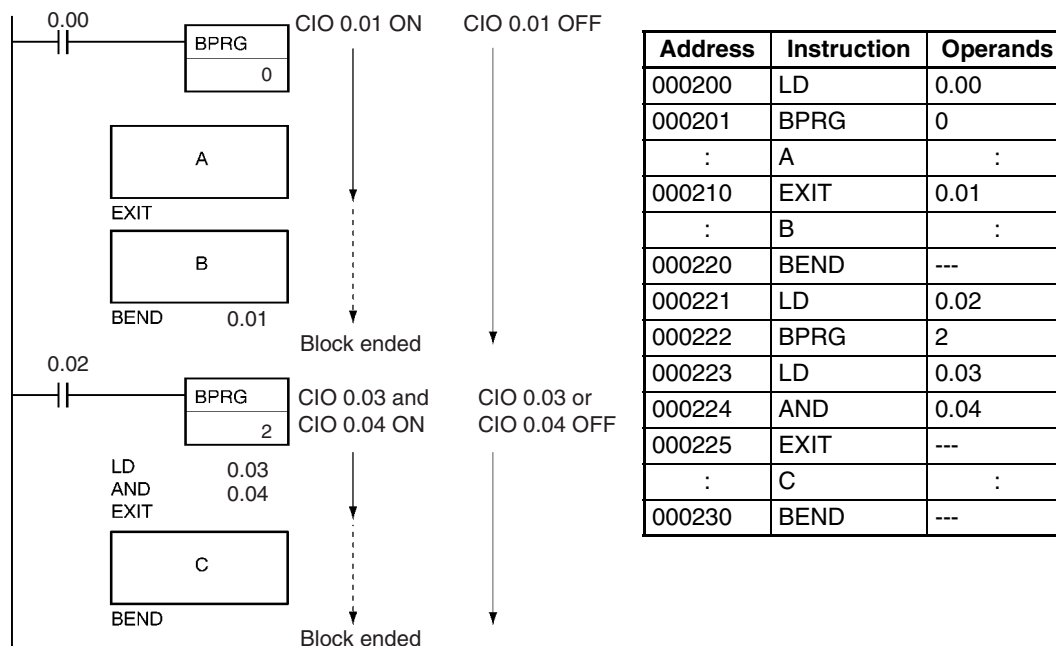 0.00
BPRG
0
CIO 0.01 ON
CIO 0.01 OFF
A
EXIT
B
BEND 0.01
Block ended
0.02
BPRG
2
CIO 0.03 and
CIO 0.04 ON
CIO 0.03 or
CIO 0.04 OFF
LD 0.03
AND 0.04
EXIT
C
BEND
Block ended
Address Instruction Operands
000200 LD 0.00
000201 BPRG 0
: A :
000210 EXIT 0.01
: B :
000220 BEND ---
000221 LD 0.02
000222 BPRG 2
000223 LD 0.03
000224 AND 0.04
000225 EXIT ---
: C :
000230 BEND ---